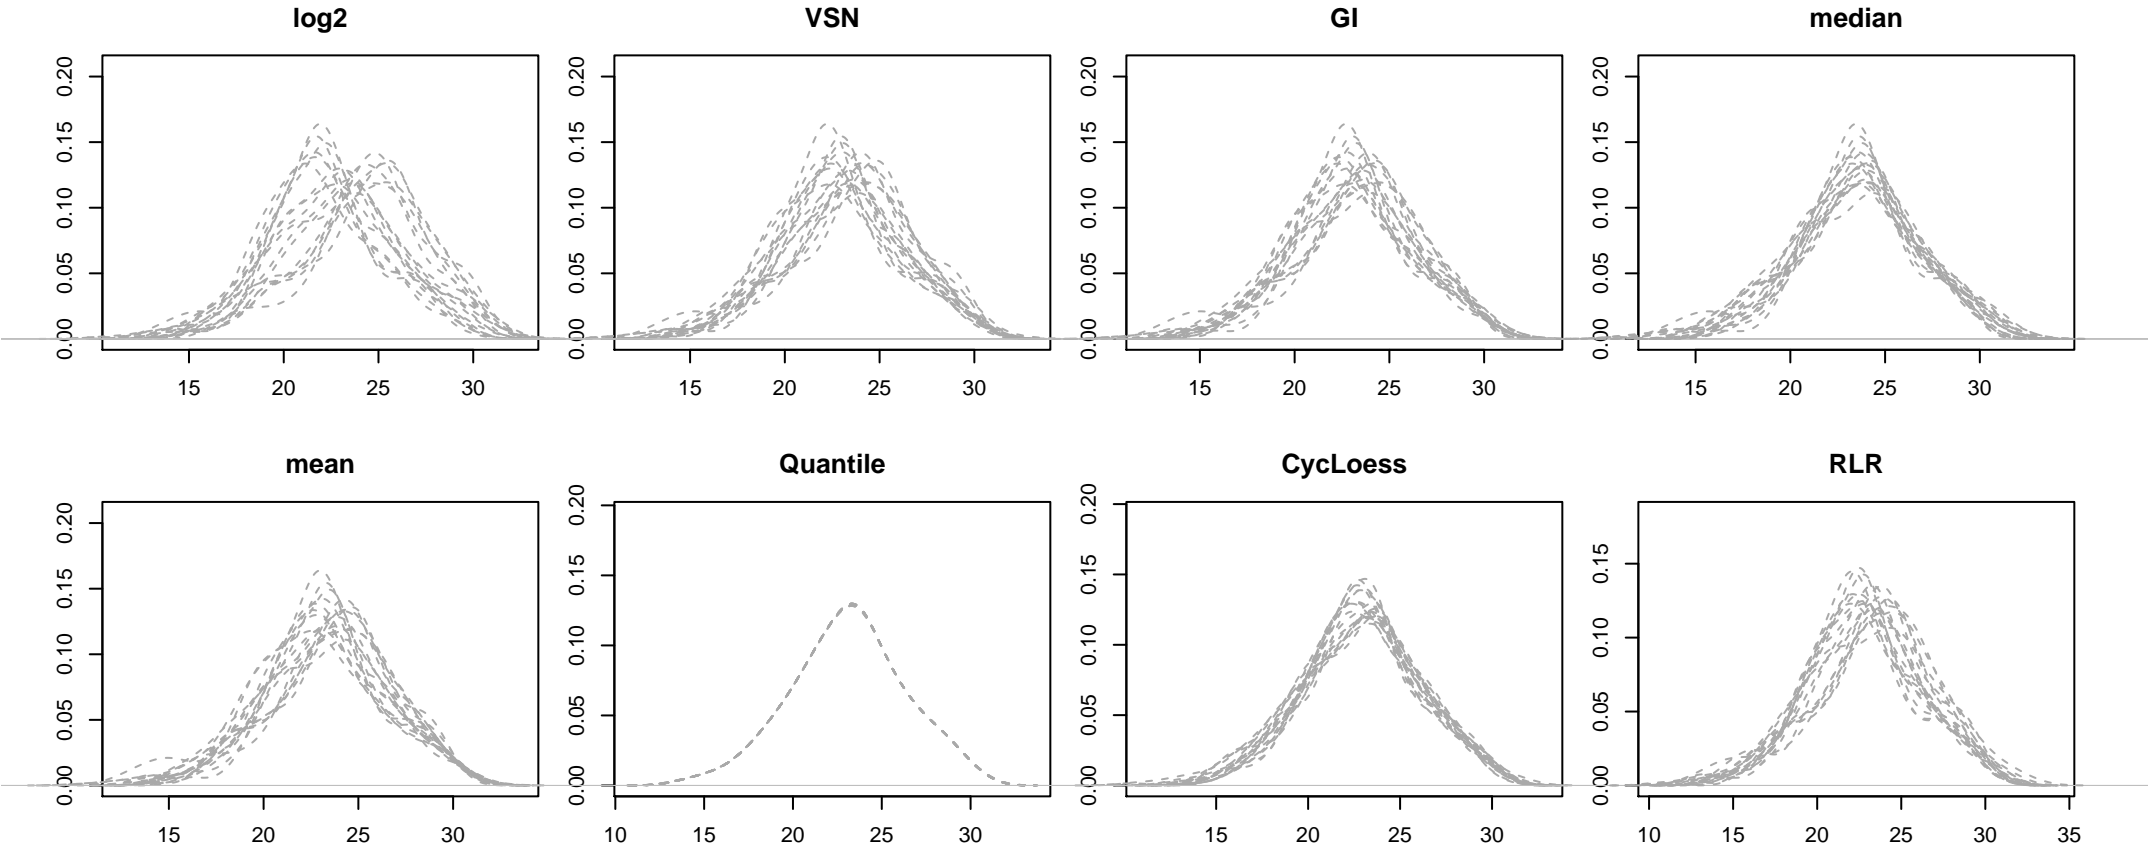 log2 VSN GI median
0.00 0.05 0.10 0.15 0.20 0.00 0.05 0.10 0.15 0.20 0.00 0.05 0.10 0.15 0.20 0.00 0.05 0.10 0.15 0.20
15 20 25 30 15 20 25 30 15 20 25 30 15 20 25 30
mean Quantile CycLoess RLR
0.00 0.05 0.10 0.15 0.20 0.00 0.05 0.10 0.15 0.20 0.00 0.05 0.10 0.15 0.20 0.00 0.05 0.10 0.15
15 20 25 30 10 15 20 25 30 15 20 25 30 10 15 20 25 30 35